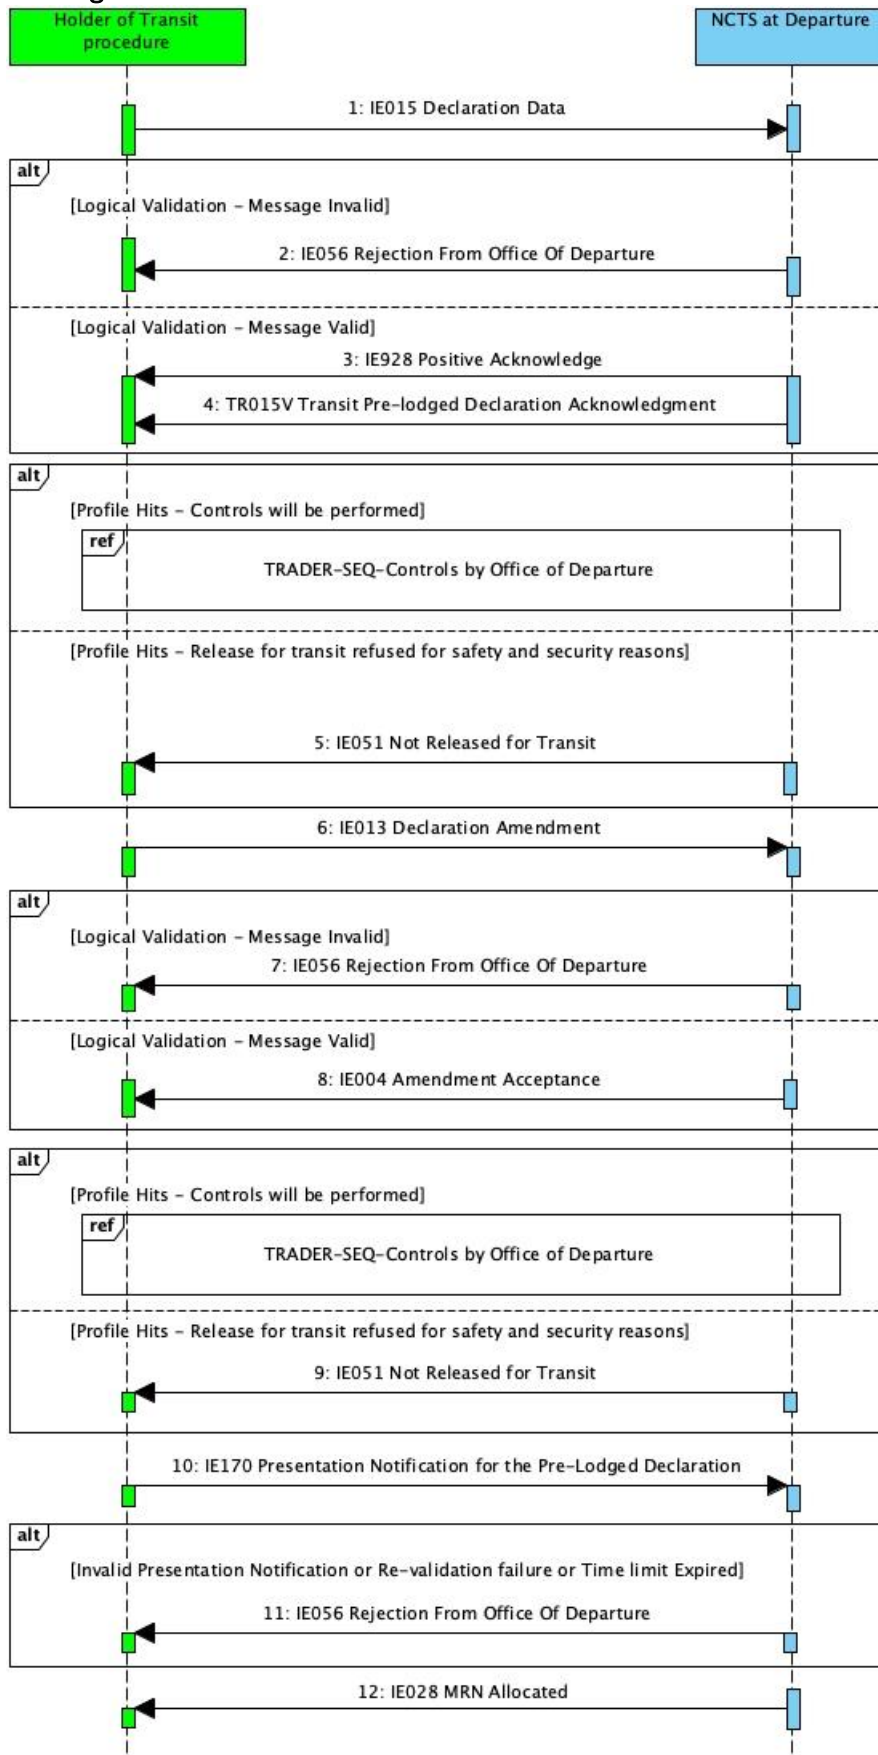 Holder of Transit
procedure
NCTS at Departure
1: IE015 Declaration Data
alt
[Logical Validation – Message Invalid]
2: IE056 Rejection From Office Of Departure
[Logical Validation – Message Valid]
3: IE928 Positive Acknowledge
4: TR015V Transit Pre-lodged Declaration Acknowledgment
alt
[Profile Hits – Controls will be performed]
ref
TRADER-SEQ-Controls by Office of Departure
[Profile Hits – Release for transit refused for safety and security reasons]
5: IE051 Not Released for Transit
6: IE013 Declaration Amendment
alt
[Logical Validation – Message Invalid]
7: IE056 Rejection From Office Of Departure
[Logical Validation – Message Valid]
8: IE004 Amendment Acceptance
alt
[Profile Hits – Controls will be performed]
ref
TRADER-SEQ-Controls by Office of Departure
[Profile Hits – Release for transit refused for safety and security reasons]
9: IE051 Not Released for Transit
10: IE170 Presentation Notification for the Pre-Lodged Declaration
alt
[Invalid Presentation Notification or Re-validation failure or Time limit Expired]
11: IE056 Rejection From Office Of Departure
12: IE028 MRN Allocated